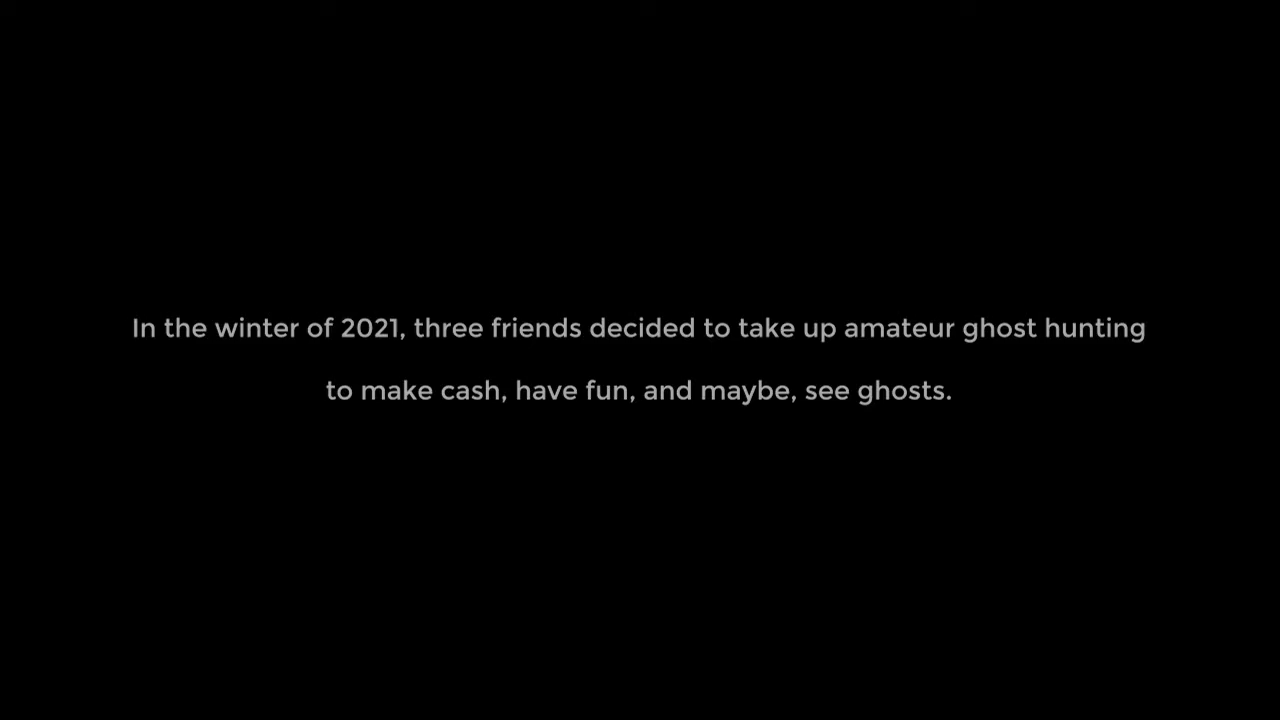 In the winter of 2021, three friends decided to take up amateur ghost hunting
to make cash, have fun, and maybe, see ghosts.